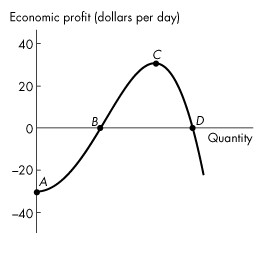 Economic profit (dollars per day)
40
C
20
B
D
0
Quantity
–20
A
–40